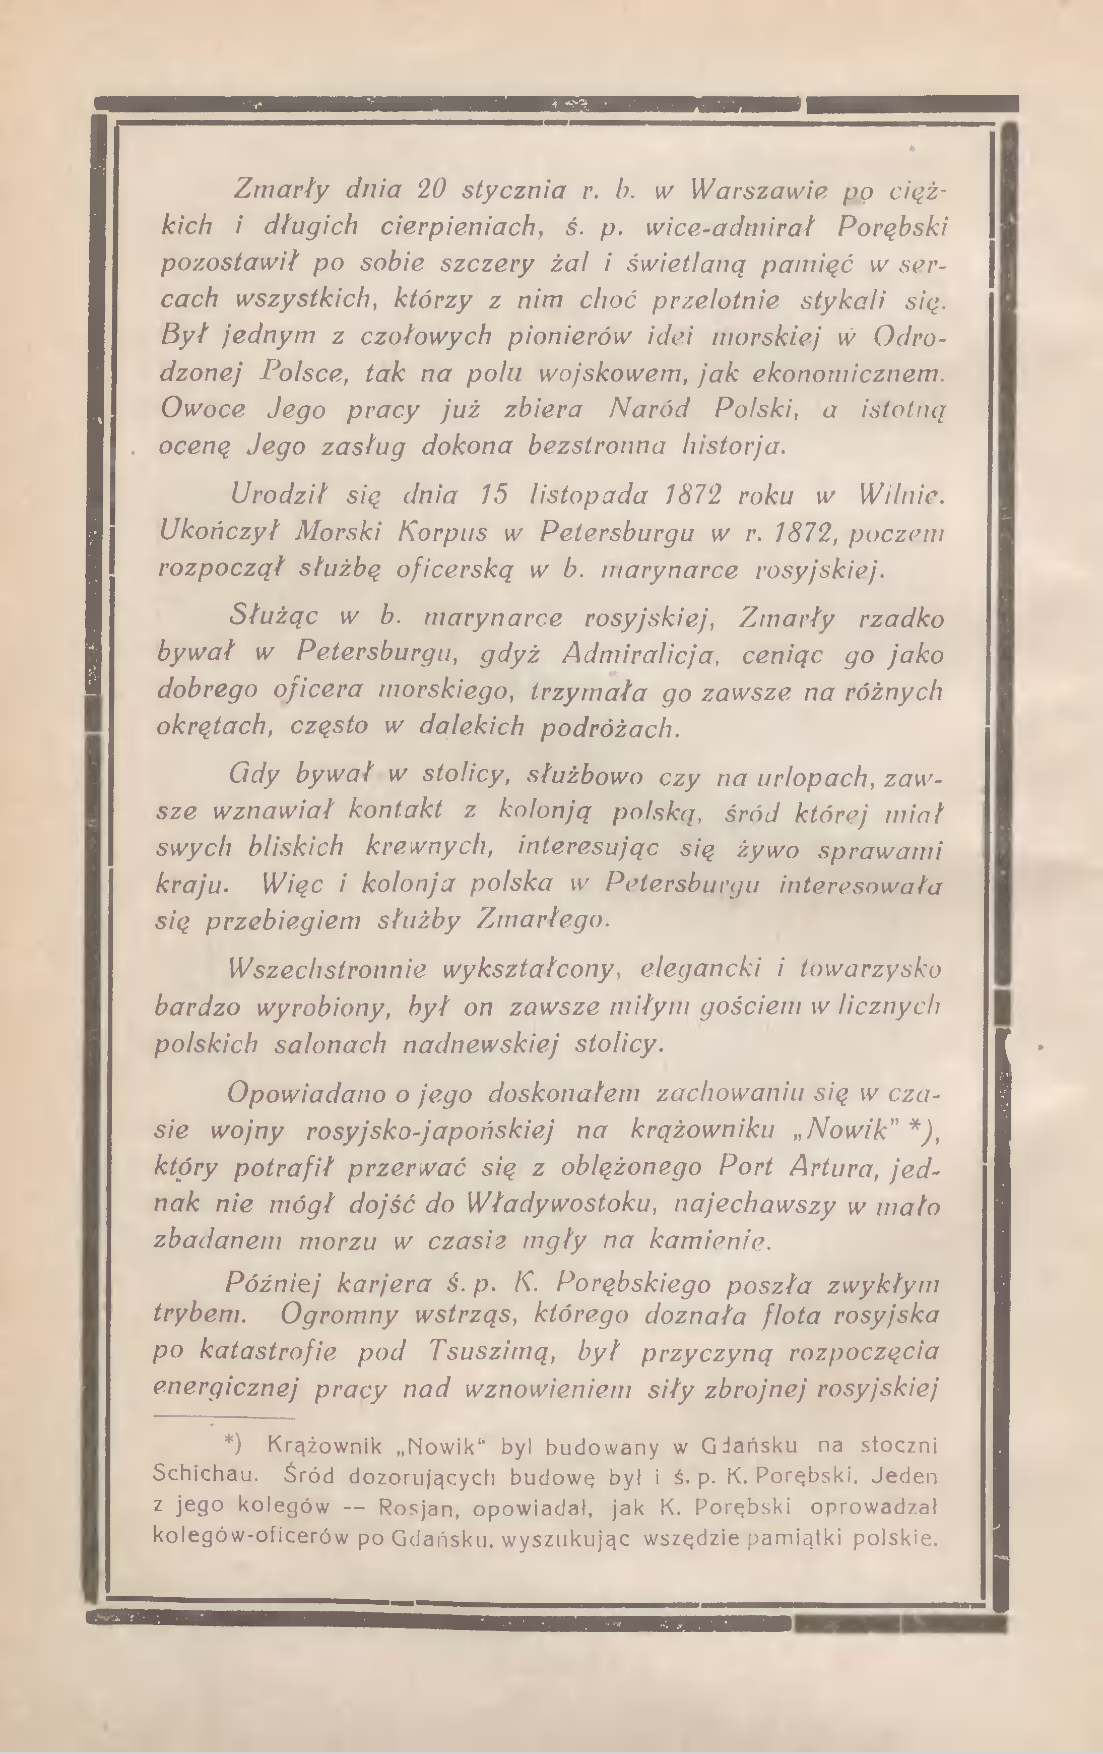 Zmarły dnia 20 stycznia r. b. w Warszawie po cięż-
kich i długich cierpieniach, ś. p. wice-admirał Porębski
pozostawił po sobie szczery żal i świetlaną pamięć w ser-
cach wszystkich, którzy z nim choć przelotnie stykali się.
Był jednym z czołowych pionierów idei morskiej w Odro-
dzonej Polsce, tak na polu wojskowem, jak ekonomicznem.
Owoce Jego pracy już zbiera Naród Polski, a istotną
ocenę Jego zasług dokona bezstronna historja.
Urodził się dnia 15 listopada 1872 roku w Wilnie.
Ukończył Morski Korpus w Petersburgu w r. 1872, poczem
rozpoczął służbę oficerską w b. marynarce rosyjskiej.
Służąc w b. marynarce rosyjskiej, Zmarły rzadko
bywał w Petersburgu, gdyż Admiralicja, ceniąc go jako
dobrego oficera morskiego, trzymała go zawsze na różnych
okrętach, często w dalekich podróżach.
Gdy bywał w stolicy, służbowo czy na urlopach, zaw-
sze wznawiał kontakt z kolonją polską, śród której miał
swych bliskich krewnych, interesując się żywo sprawami
kraju. Więc i kolonja polska w Petersburgu interesowała
się przebiegiem służby Zmarłego.
Wszechstronnie wykształcony, elegancki i towarzysko
bardzo wyrobiony, był on zawsze miłym gościem w licznych
polskich salonach nadnewskiej stolicy.
Opowiadano o jego doskonałem zachowaniu się w cza-
sie wojny rosyjsko-japońskiej na krążowniku „Nowik" *),
który potrafił przerwać się z oblężonego Port Artura, jed-
nak nie mógł dojść do Władywostoku, najechawszy w mało
zbadanem morzu w czasie mgły na kamienie.
Później karjera ś. p. K. Porębskiego poszła zwykłym
trybem. Ogromny wstrząs, którego doznała flota rosyjska
po katastrofie pod Tsuszimą, był przyczyną rozpoczęcia
energicznej pracy nad wznowieniem siły zbrojnej rosyjskiej
*) Krążownik „Nowik“ był budowany w Gdańsku na stoczni
Schichau. Śród dozorujących budowę był i ś. p. K. Porębski. Jeden
z jego kolegów — Rosjan, opowiadał, jak K. Porębski oprowadzał
kolegów-oficerów po Gdańsku, wyszukując wszędzie pamiątki polskie.